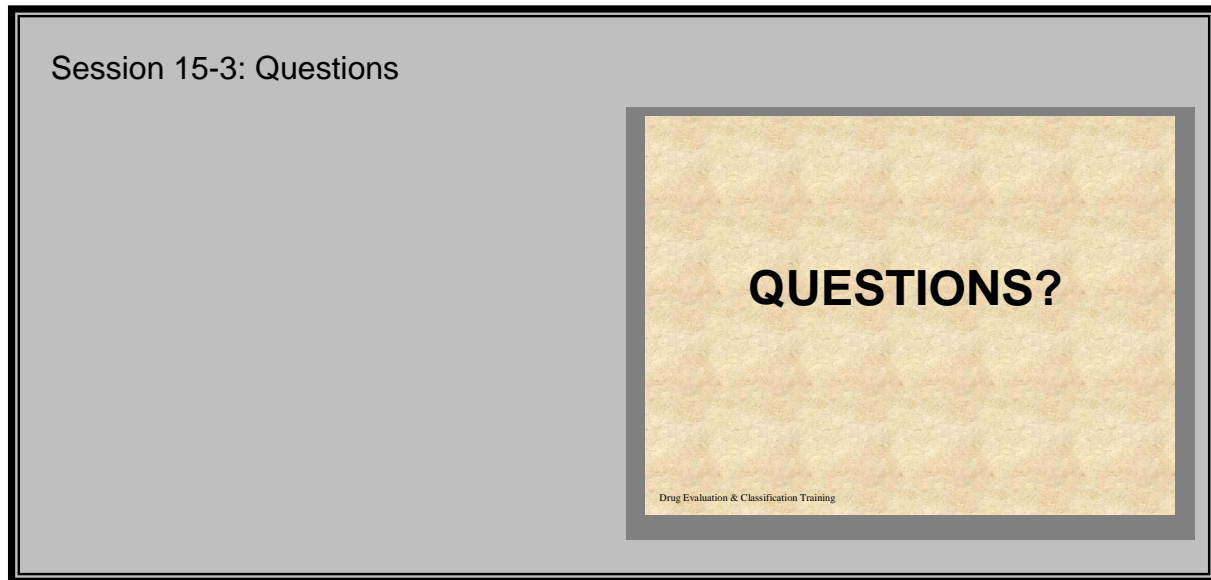 Session 15-3: Questions
QUESTIONS?
Drug Evaluation & Classification Training